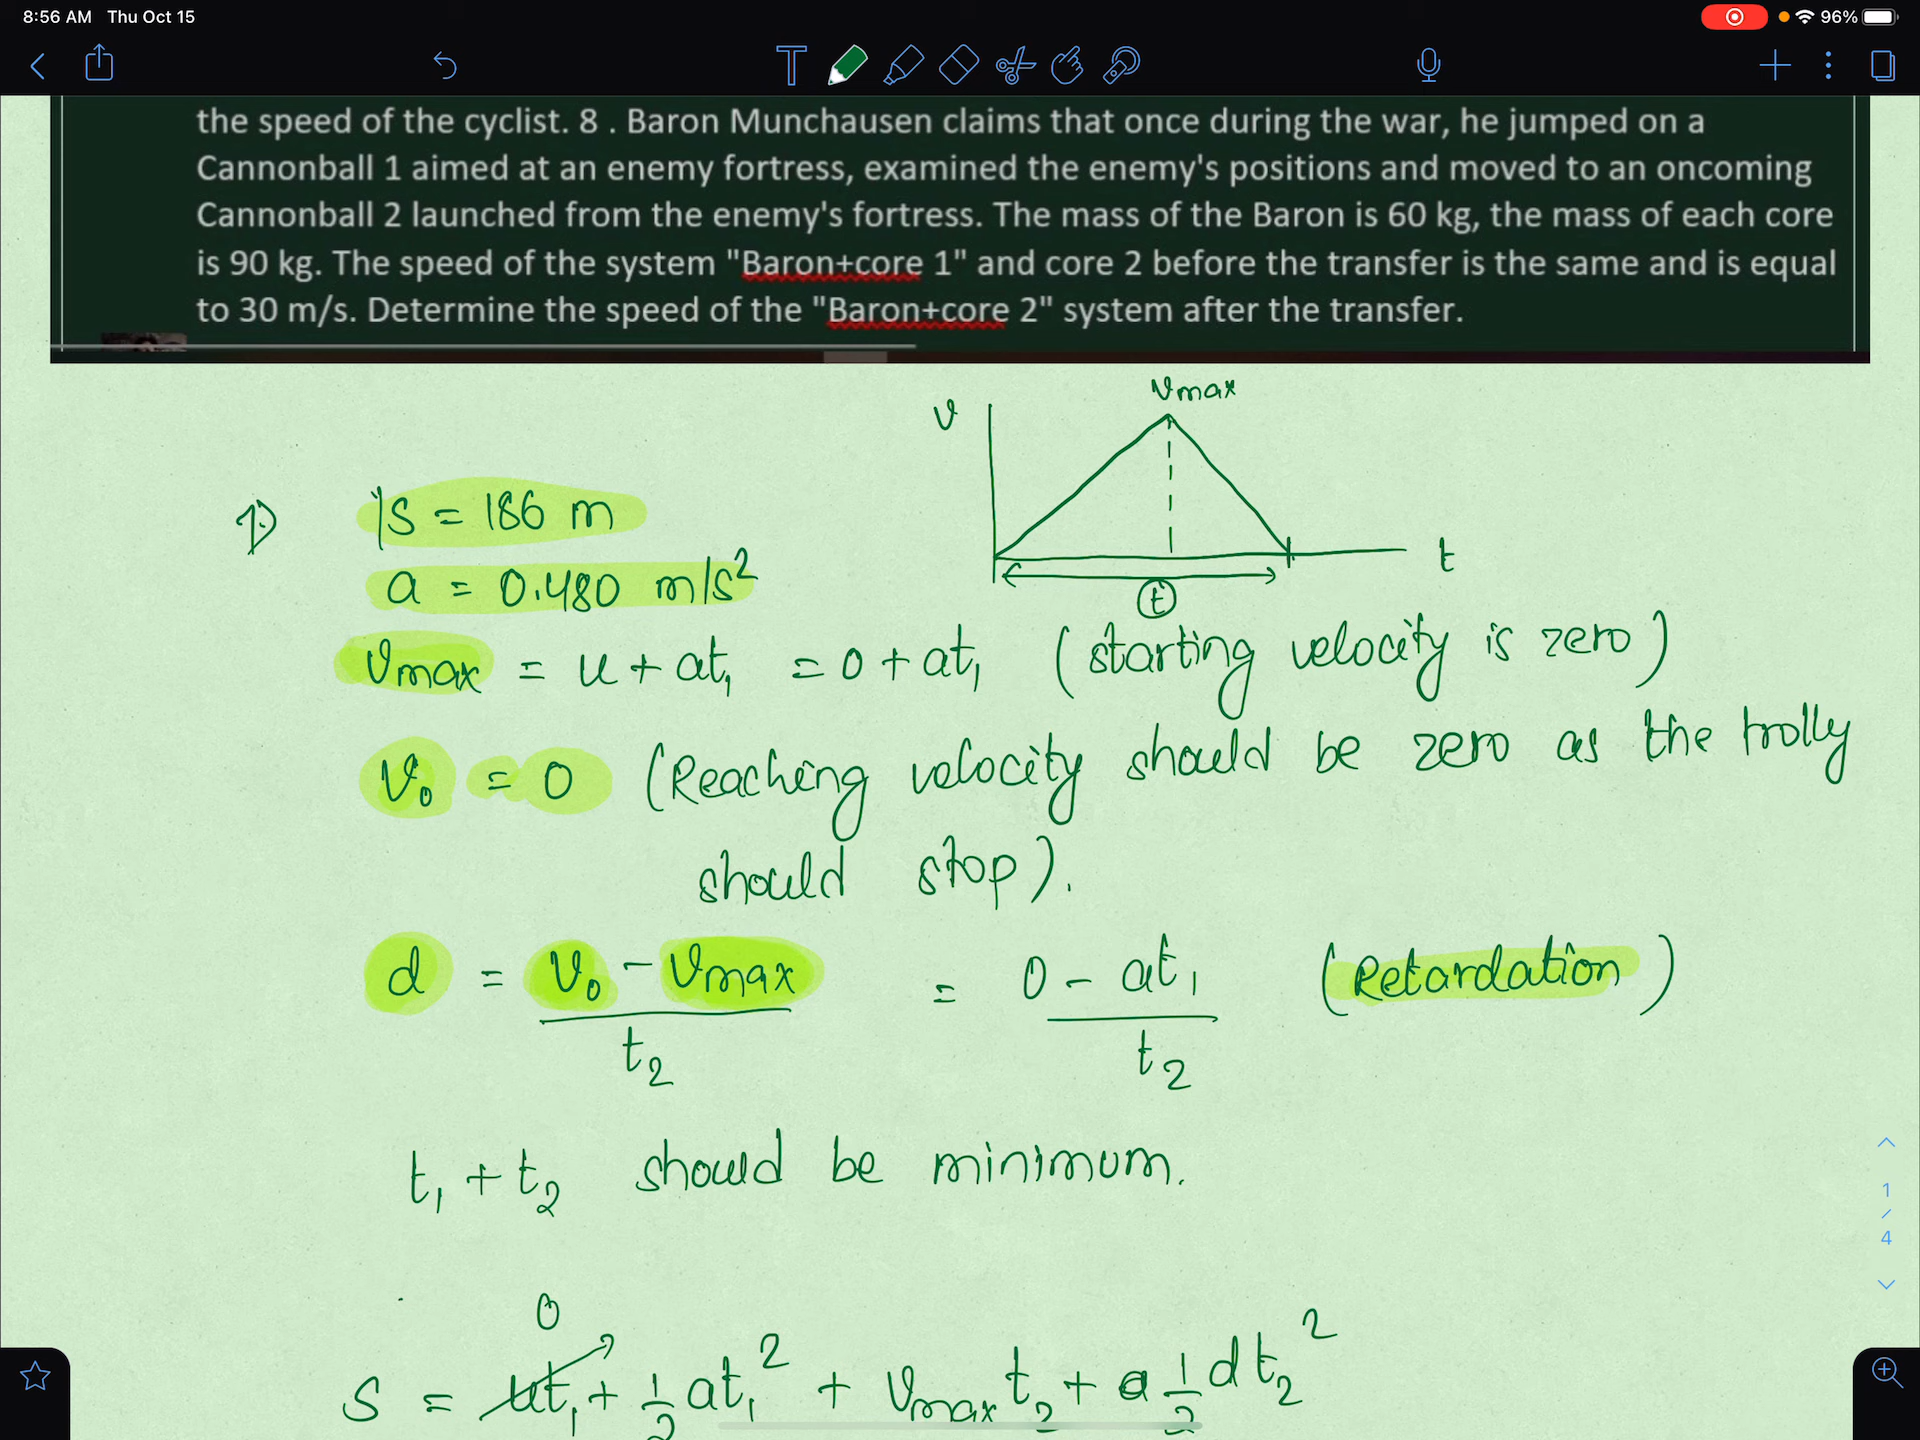 8:56 AM Thu Oct 15
96%
the speed of the cyclist. 8 . Baron Munchausen claims that once during the war, he jumped on a
Cannonball 1 aimed at an enemy fortress, examined the enemy's positions and moved to an oncoming
Cannonball 2 launched from the enemy's fortress. The mass of the Baron is 60 kg, the mass of each core
is 90 kg. The speed of the system "Baron+core 1" and core 2 before the transfer is the same and is equal
to 30 m/s. Determine the speed of the "Baron+core 2" system after the transfer.
Vmax
V
t
t
1) S = 186 m
a = 0.480 m/s²
Vmax = u + at₁ = 0 + at₁ (starting velocity is zero)
V₀ = 0 (Reaching velocity should be zero as the trolly
should stop).
d = V₀ - Vmax / t₂ = 0 - at₁ / t₂ (Retardation)
t₁ + t₂ should be minimum.
0
S = ut₁ + 1/2 at₁² + Vmax t₂ + 1/2 dt₂²
1
/
4